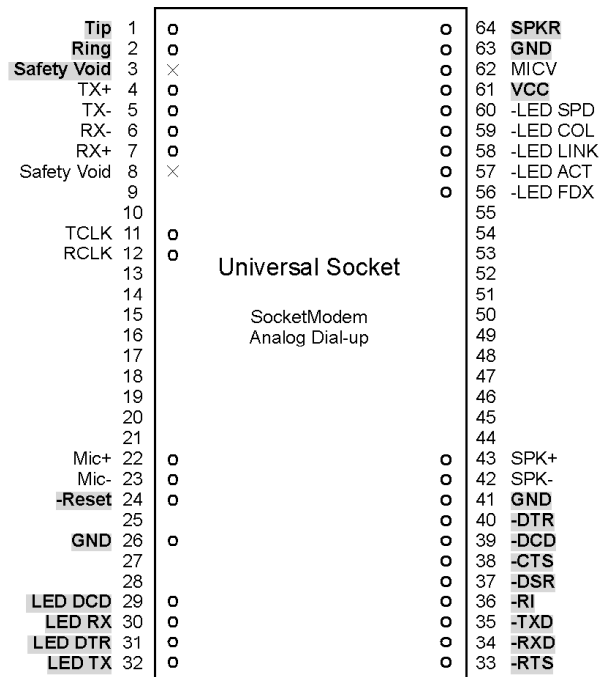 Tip 1 64 SPKR
Ring 2 63 GND
Safety Void 3 62 MICV
TX+ 4 61 VCC
TX- 5 60 -LED SPD
RX- 6 59 -LED COL
RX+ 7 58 -LED LINK
Safety Void 8 57 -LED ACT
9 56 -LED FDX
10 55
TCLK 11 54
RCLK 12 53
13 Universal Socket 52
14 51
15 SocketModem 50
16 Analog Dial-up 49
17 48
18 47
19 46
20 45
21 44
Mic+ 22 43 SPK+
Mic- 23 42 SPK-
-Reset 24 41 GND
25 40 -DTR
GND 26 39 -DCD
27 38 -CTS
28 37 -DSR
LED DCD 29 36 -RI
LED RX 30 35 -TXD
LED DTR 31 34 -RXD
LED TX 32 33 -RTS